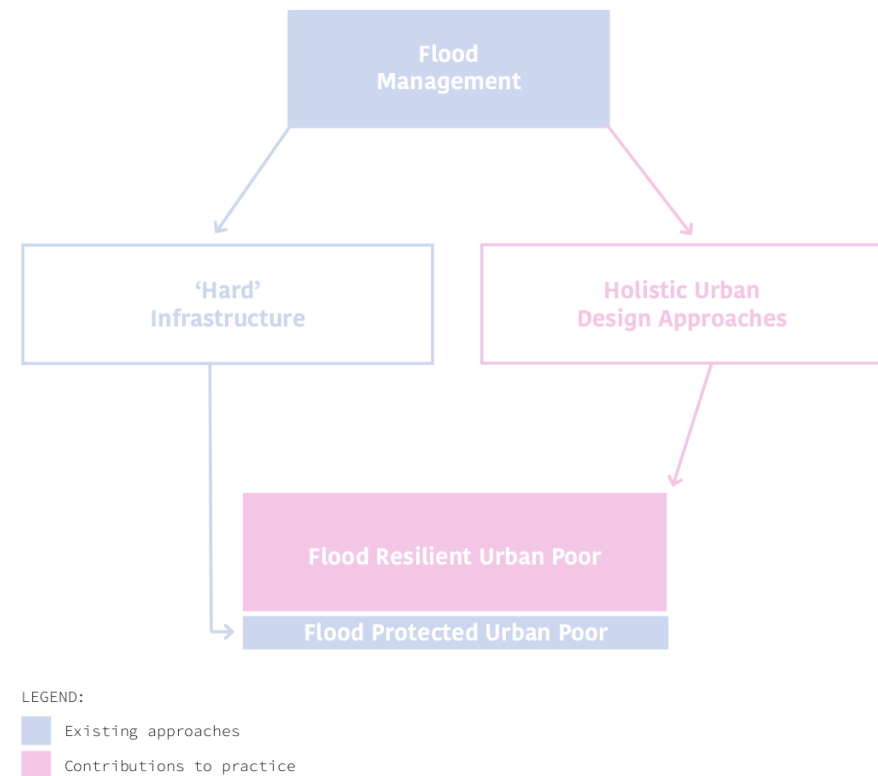 Flood
Management
‘Hard’
Infrastructure
Holistic Urban
Design Approaches
Flood Resilient Urban Poor
Flood Protected Urban Poor
LEGEND:
Existing approaches
Contributions to practice